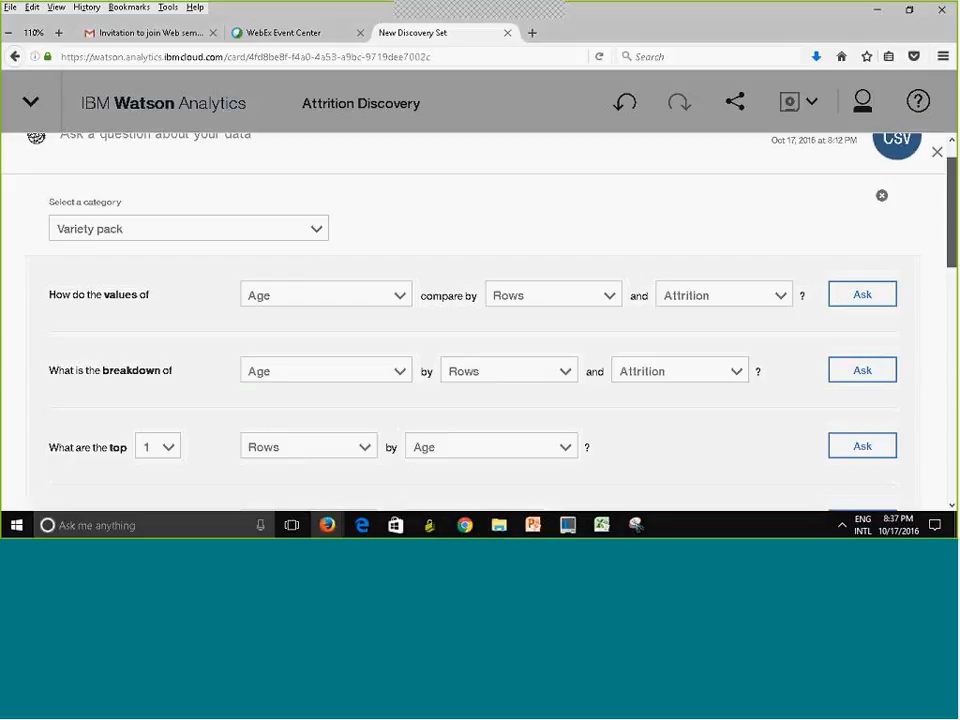 File Edit View History Bookmarks Tools Help
− 110% + Invitation to join Web sem... × WebEx Event Center × New Discovery Set × +
https://watson.analytics.ibmcloud.com/card/4fd8be8f-f4a0-4a53-a9bc-9719dee7002c Search
IBM Watson Analytics Attrition Discovery ?
Ask a question about your data
Oct 17, 2016 at 8:12 PM CSV
Select a category
Variety pack
How do the values of Age compare by Rows and Attrition ? Ask
What is the breakdown of Age by Rows and Attrition ? Ask
What are the top 1 Rows by Age ? Ask
Ask me anything
ENG 8:37 PM
INTL 10/17/2016